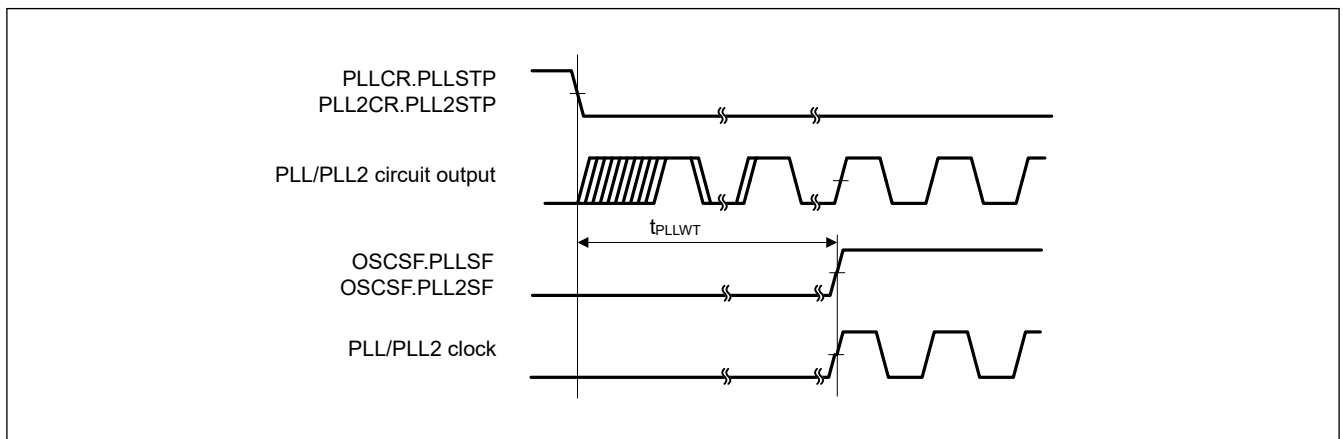 PLLCR.PLLSTP
PLL2CR.PLL2STP
PLL/PLL2 circuit output
tPLLWT
OSCSF.PLLSF
OSCSF.PLL2SF
PLL/PLL2 clock